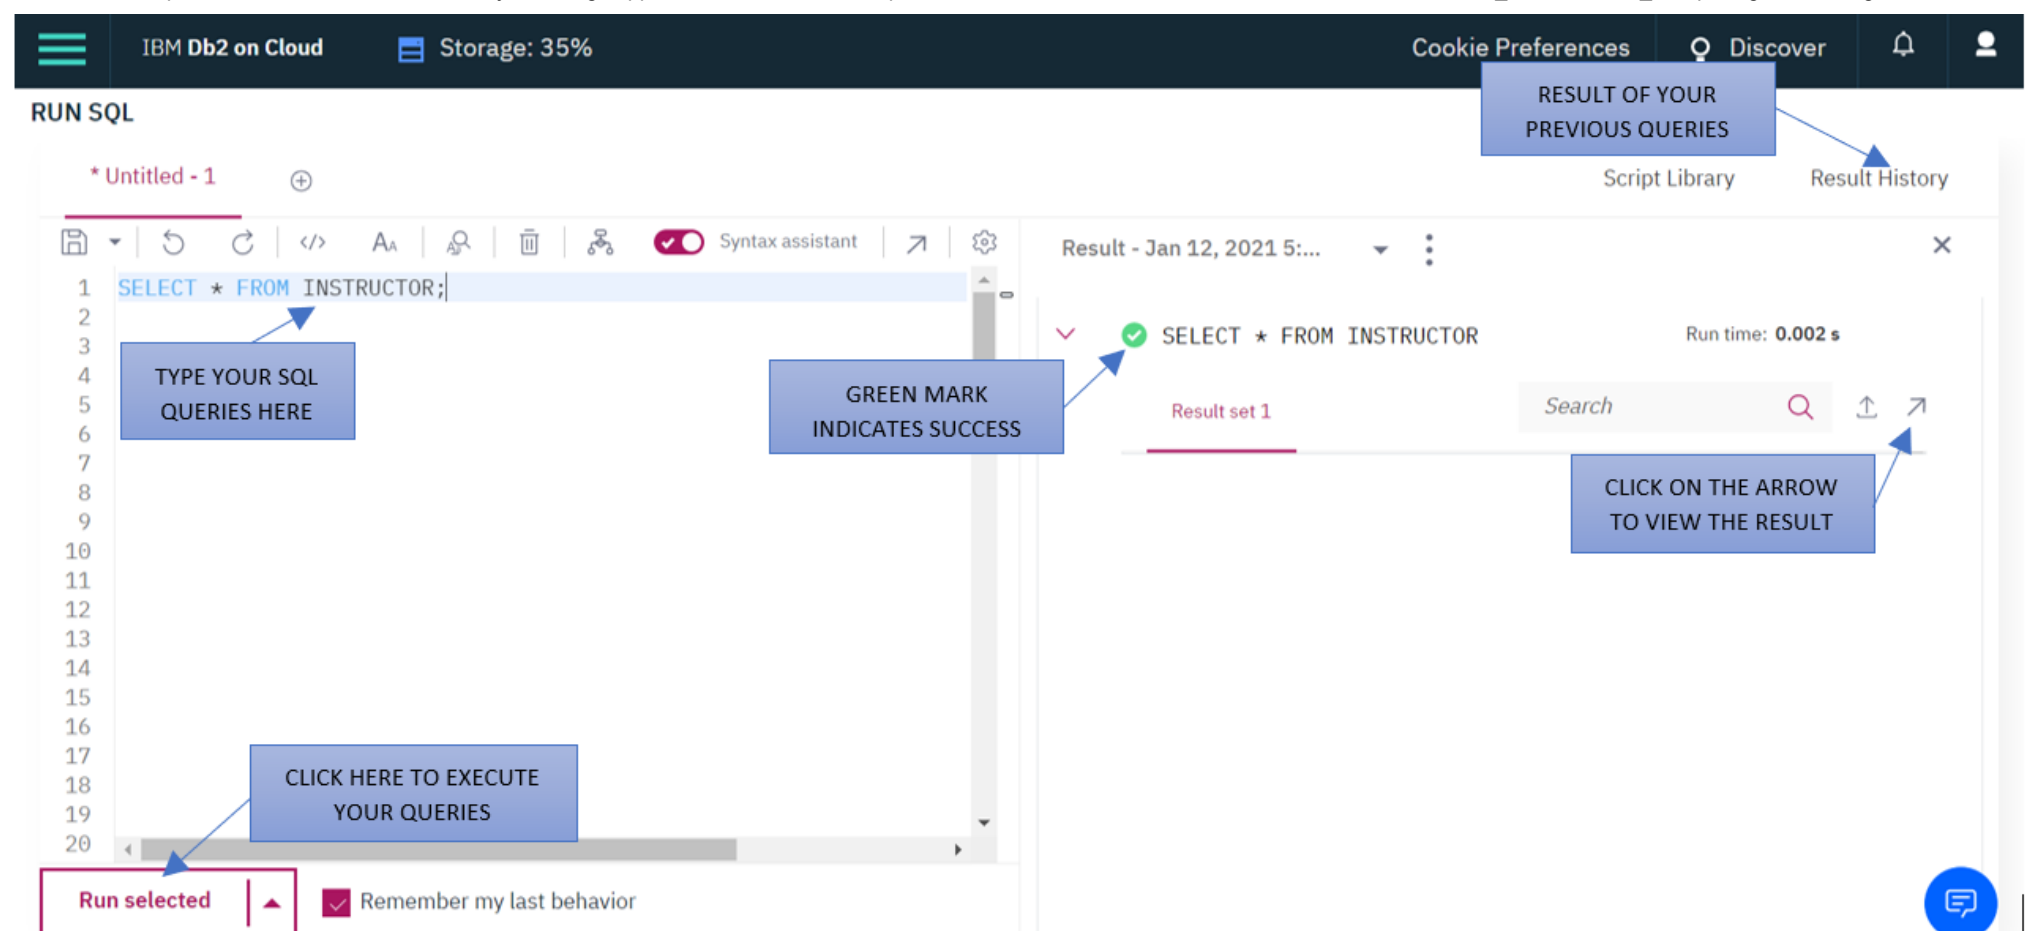 IBM Db2 on Cloud
Storage: 35%
Cookie Preferences
Discover
RUN SQL
RESULT OF YOUR
PREVIOUS QUERIES
* Untitled - 1
Script Library
Result History
Syntax assistant
Result - Jan 12, 2021 5:...
1 SELECT * FROM INSTRUCTOR;
2
3
4
5
6
7
8
9
10
11
12
13
14
15
16
17
18
19
20
TYPE YOUR SQL
QUERIES HERE
SELECT * FROM INSTRUCTOR
Run time: 0.002 s
GREEN MARK
INDICATES SUCCESS
Result set 1
Search
CLICK ON THE ARROW
TO VIEW THE RESULT
CLICK HERE TO EXECUTE
YOUR QUERIES
Run selected
Remember my last behavior